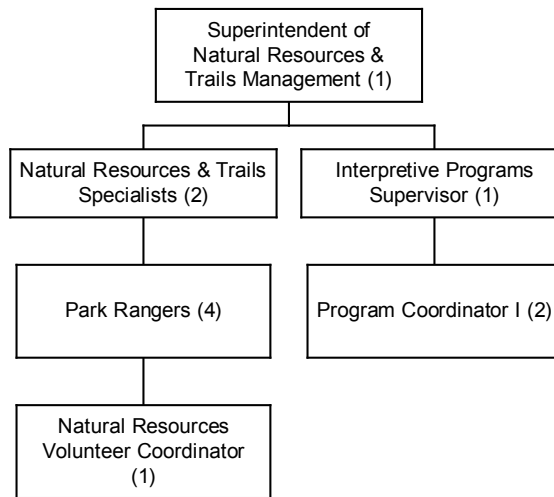 Superintendent of
Natural Resources &
Trails Management (1)
Natural Resources & Trails
Specialists (2)
Interpretive Programs
Supervisor (1)
Park Rangers (4)
Program Coordinator I (2)
Natural Resources
Volunteer Coordinator
(1)